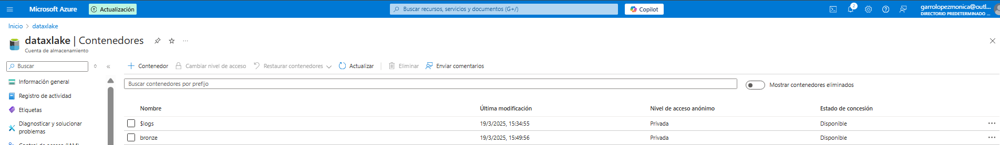 Microsoft Azure Actualización Buscar recursos, servicios y documentos (G+/) Copilot 2 garrolopezmonica@outl...
DIRECTORIO PREDETERMINADO ...
Inicio > dataxlake
dataxlake | Contenedores ...
Cuenta de almacenamiento
Buscar « + Contenedor Cambiar nivel de acceso Restaurar contenedores Actualizar Eliminar Enviar comentarios
Información general
Buscar contenedores por prefijo Mostrar contenedores eliminados
Registro de actividad
Etiquetas
Nombre Última modificación Nivel de acceso anónimo Estado de concesión
Diagnosticar y solucionar
problemas
$logs 19/3/2025, 15:34:55 Privada Disponible ...
bronze 19/3/2025, 15:49:56 Privada Disponible ...
Control de acceso (IAM)